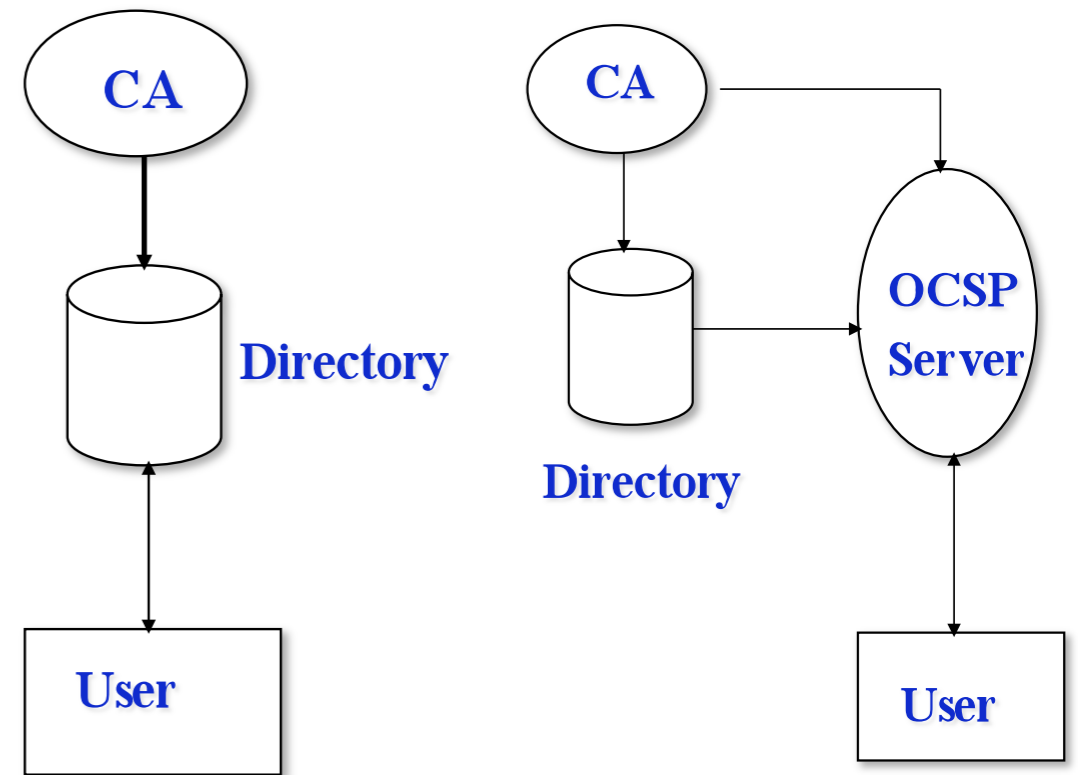 CA
Directory
User
CA
OCSP
Server
Directory
User